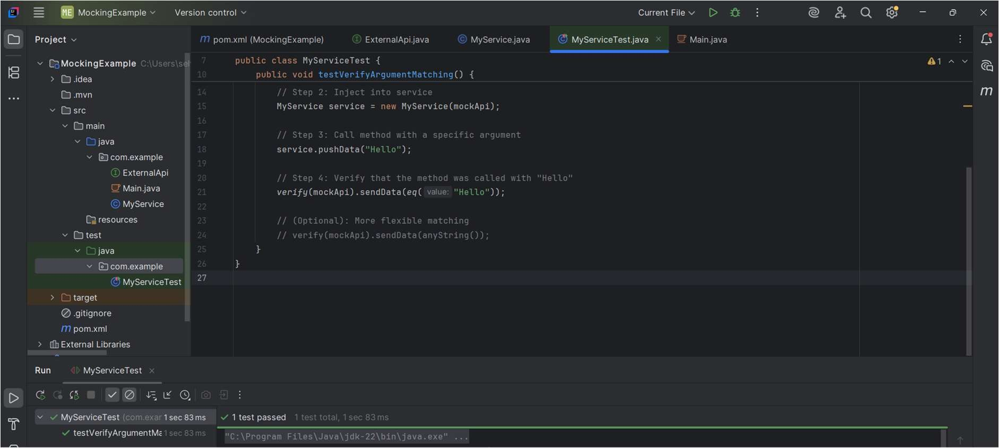 ME MockingExample Version control Current File
Project
pom.xml (MockingExample) ExternalApi.java MyService.java MyServiceTest.java Main.java
MockingExample C:\Users\sel
.idea
.mvn
src
main
java
com.example
ExternalApi
Main.java
MyService
resources
test
java
com.example
MyServiceTest
target
.gitignore
pom.xml
External Libraries
7 public class MyServiceTest {
10 public void testVerifyArgumentMatching() {
1
14 // Step 2: Inject into service
15 MyService service = new MyService(mockApi);
16
17 // Step 3: Call method with a specific argument
18 service.pushData("Hello");
19
20 // Step 4: Verify that the method was called with "Hello"
21 verify(mockApi).sendData(eq( value: "Hello"));
22
23 // (Optional): More flexible matching
24 // verify(mockApi).sendData(anyString());
25 }
26 }
27
Run MyServiceTest
MyServiceTest (com.exar 1 sec 83 ms
testVerifyArgumentMa 1 sec 83 ms
1 test passed 1 test total, 1 sec 83 ms
"C:\Program Files\Java\jdk-22\bin\java.exe" ...